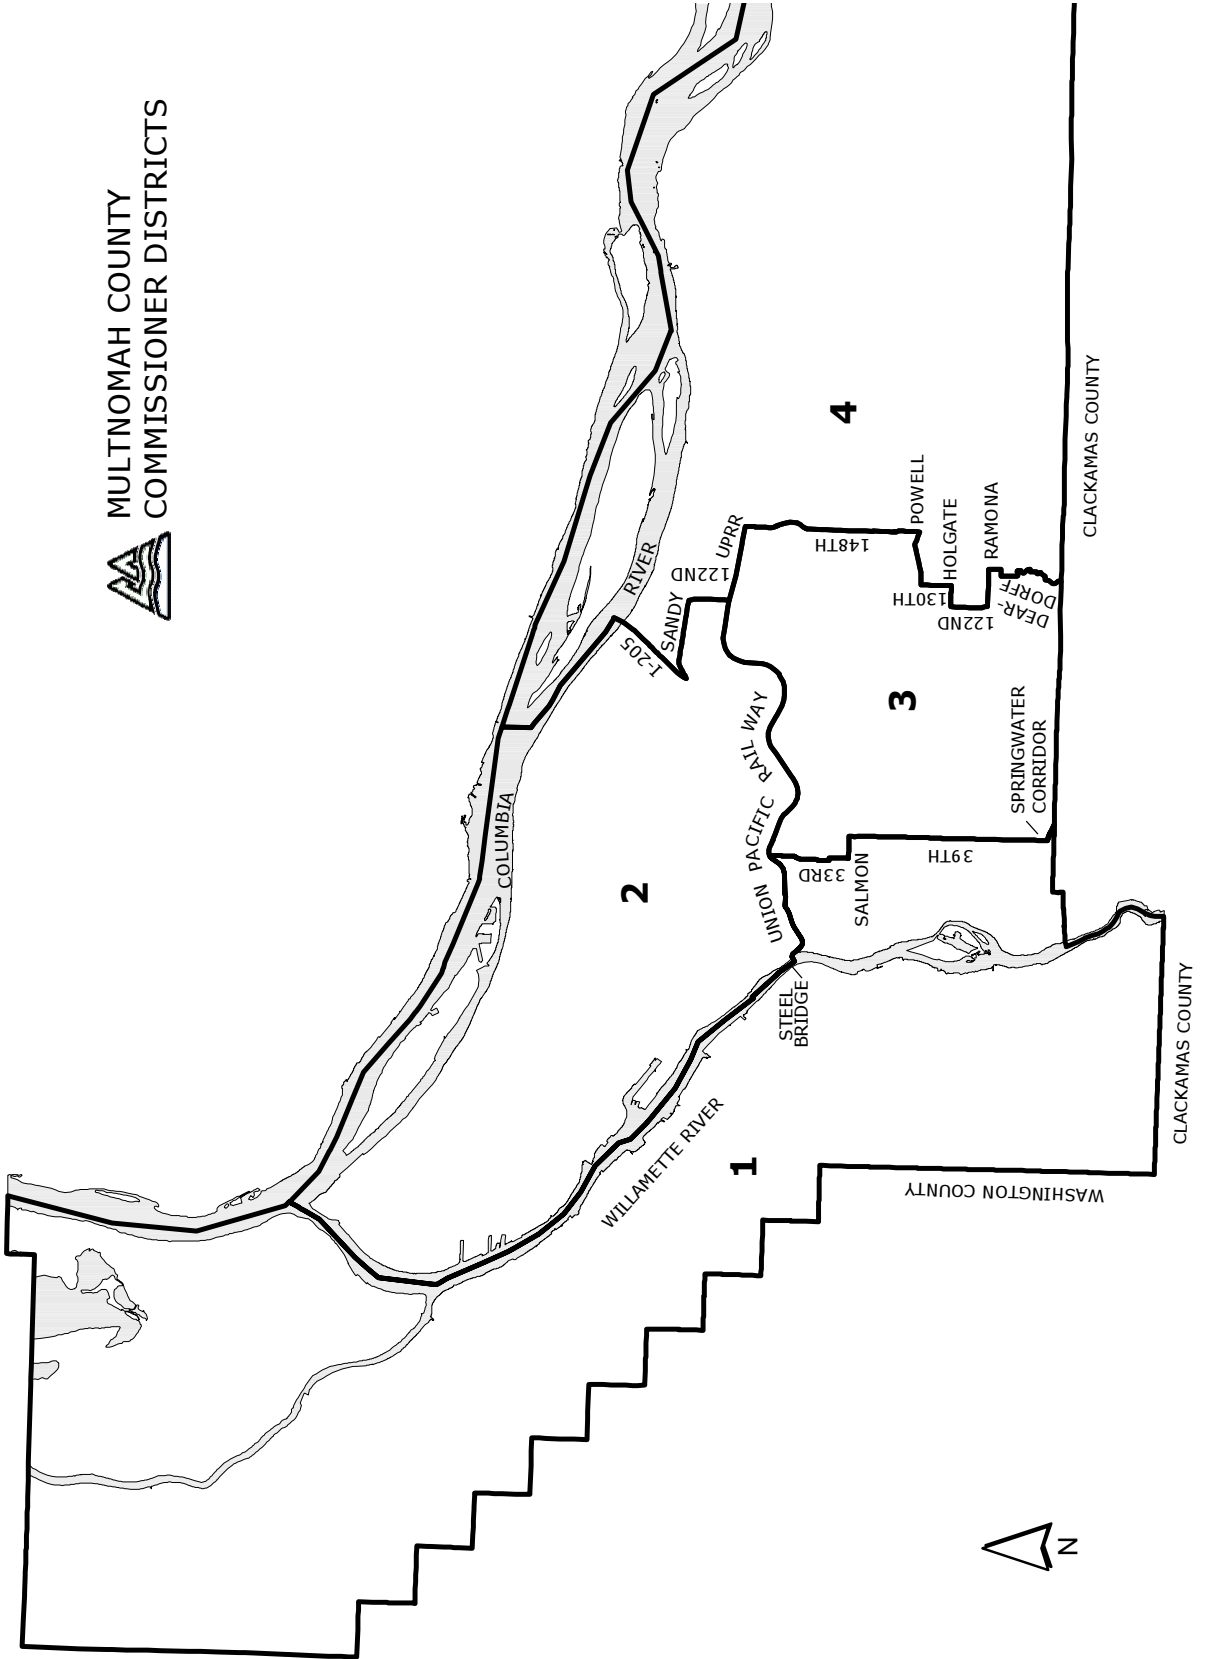 MULTNOMAH COUNTY
COMMISSIONER DISTRICTS
COLUMBIA
RIVER
I-205
SANDY
122ND
UPRR
2
UNION PACIFIC RAIL WAY
148TH
4
POWELL
130TH
HOLGATE
122ND
RAMONA
DEAR-
DORFF
3
33RD
SALMON
39TH
SPRINGWATER
CORRIDOR
CLACKAMAS COUNTY
STEEL
BRIDGE
WILLAMETTE RIVER
1
WASHINGTON COUNTY
CLACKAMAS COUNTY
N